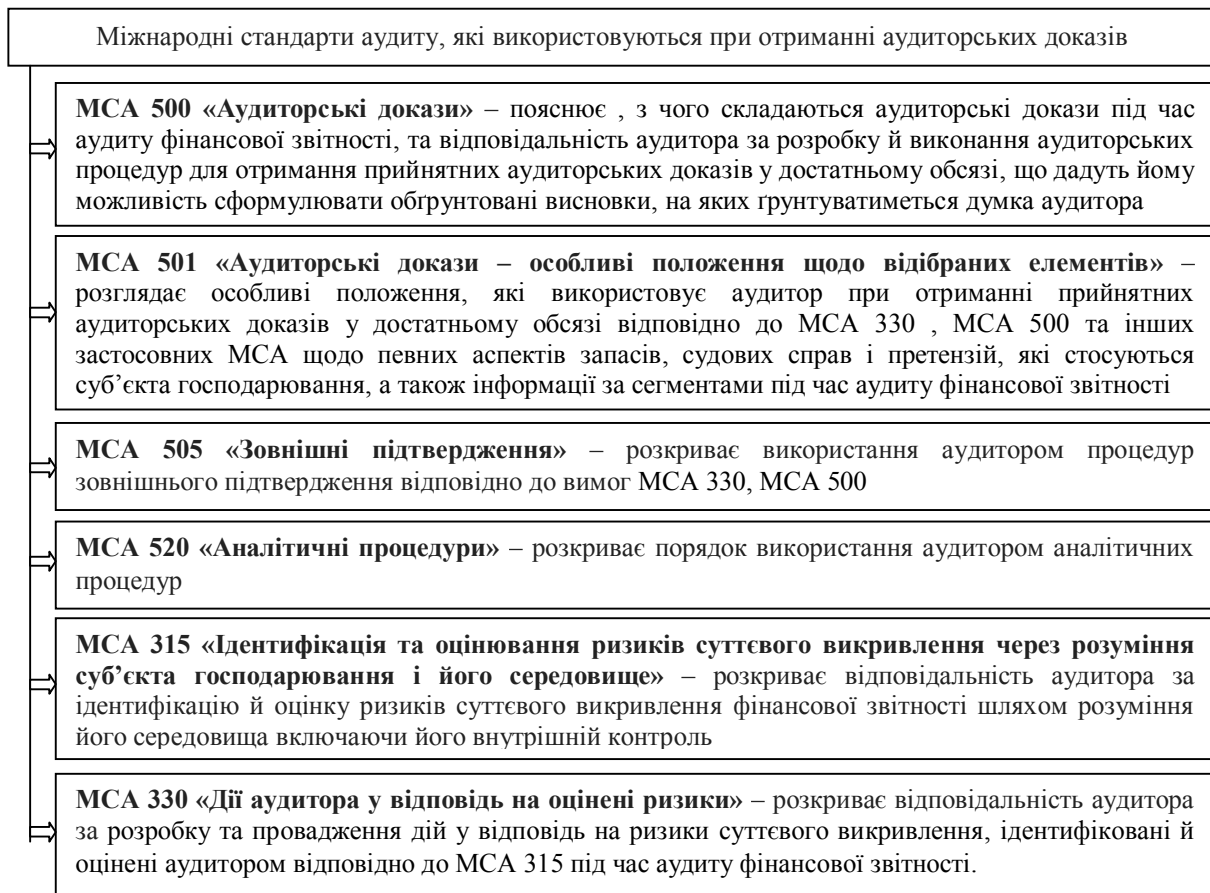 Міжнародні стандарти аудиту, які використовуються при отриманні аудиторських доказів
МСА 500 «Аудиторські докази» – пояснює , з чого складаються аудиторські докази під час
аудиту фінансової звітності, та відповідальність аудитора за розробку й виконання аудиторських
процедур для отримання прийнятних аудиторських доказів у достатньому обсязі, що дадуть йому
можливість сформулювати обґрунтовані висновки, на яких ґрунтуватиметься думка аудитора
МСА 501 «Аудиторські докази – особливі положення щодо відібраних елементів» –
розглядає особливі положення, які використовує аудитор при отриманні прийнятних
аудиторських доказів у достатньому обсязі відповідно до МСА 330 , МСА 500 та інших
застосовних МСА щодо певних аспектів запасів, судових справ і претензій, які стосуються
суб’єкта господарювання, а також інформації за сегментами під час аудиту фінансової звітності
МСА 505 «Зовнішні підтвердження» – розкриває використання аудитором процедур
зовнішнього підтвердження відповідно до вимог МСА 330, МСА 500
МСА 520 «Аналітичні процедури» – розкриває порядок використання аудитором аналітичних
процедур
МСА 315 «Ідентифікація та оцінювання ризиків суттєвого викривлення через розуміння
суб’єкта господарювання і його середовище» – розкриває відповідальність аудитора за
ідентифікацію й оцінку ризиків суттєвого викривлення фінансової звітності шляхом розуміння
його середовища включаючи його внутрішній контроль
МСА 330 «Дії аудитора у відповідь на оцінені ризики» – розкриває відповідальність аудитора
за розробку та провадження дій у відповідь на ризики суттєвого викривлення, ідентифіковані й
оцінені аудитором відповідно до МСА 315 під час аудиту фінансової звітності.